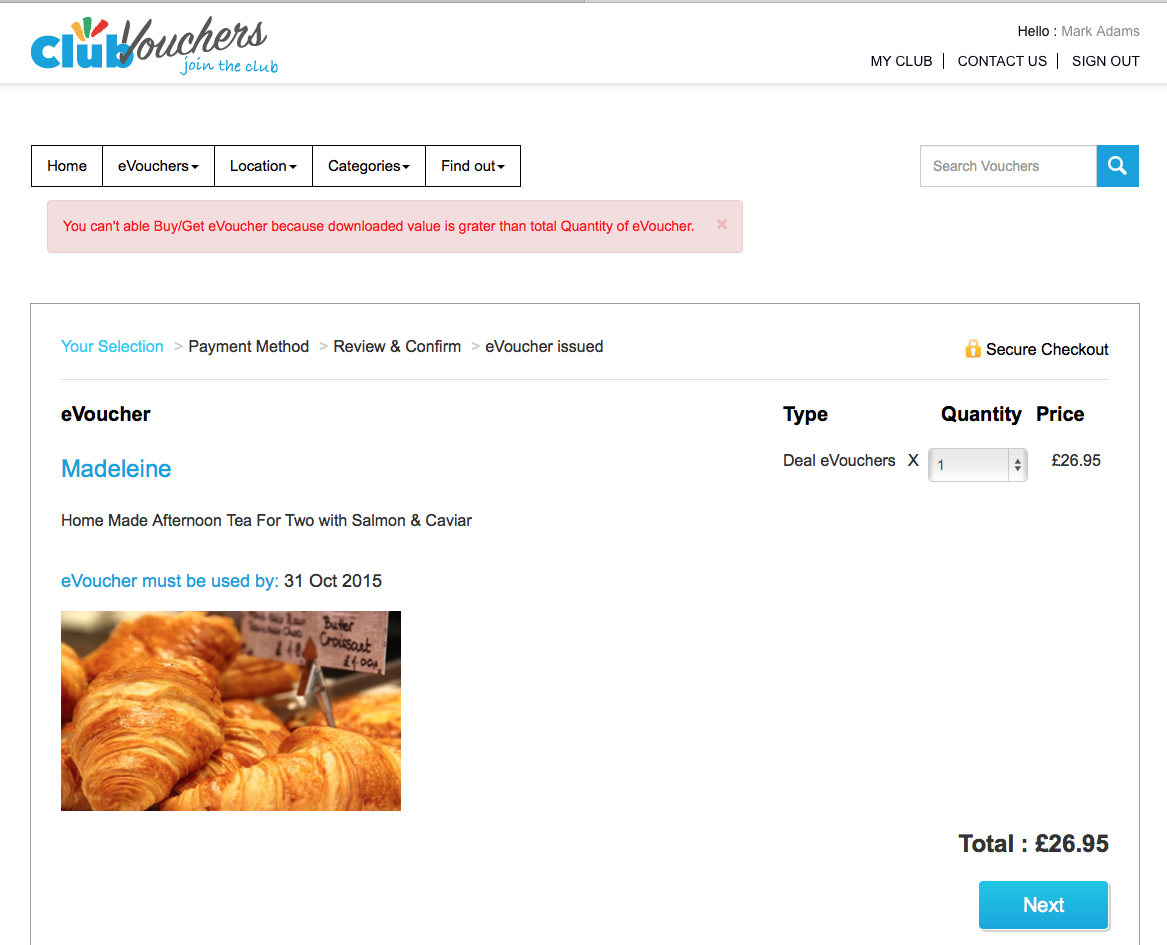 clubVouchers
join the club
Hello : Mark Adams
MY CLUB
CONTACT US
SIGN OUT
Home
eVouchers
Location
Categories
Find out
Search Vouchers
You can't able Buy/Get eVoucher because downloaded value is grater than total Quantity of eVoucher. ×
Your Selection > Payment Method > Review & Confirm > eVoucher issued
Secure Checkout
eVoucher
Type
Quantity
Price
Madeleine
Deal eVouchers X 1 £26.95
Home Made Afternoon Tea For Two with Salmon & Caviar
eVoucher must be used by: 31 Oct 2015
Butter
Croissant
£1.00
Total : £26.95
Next